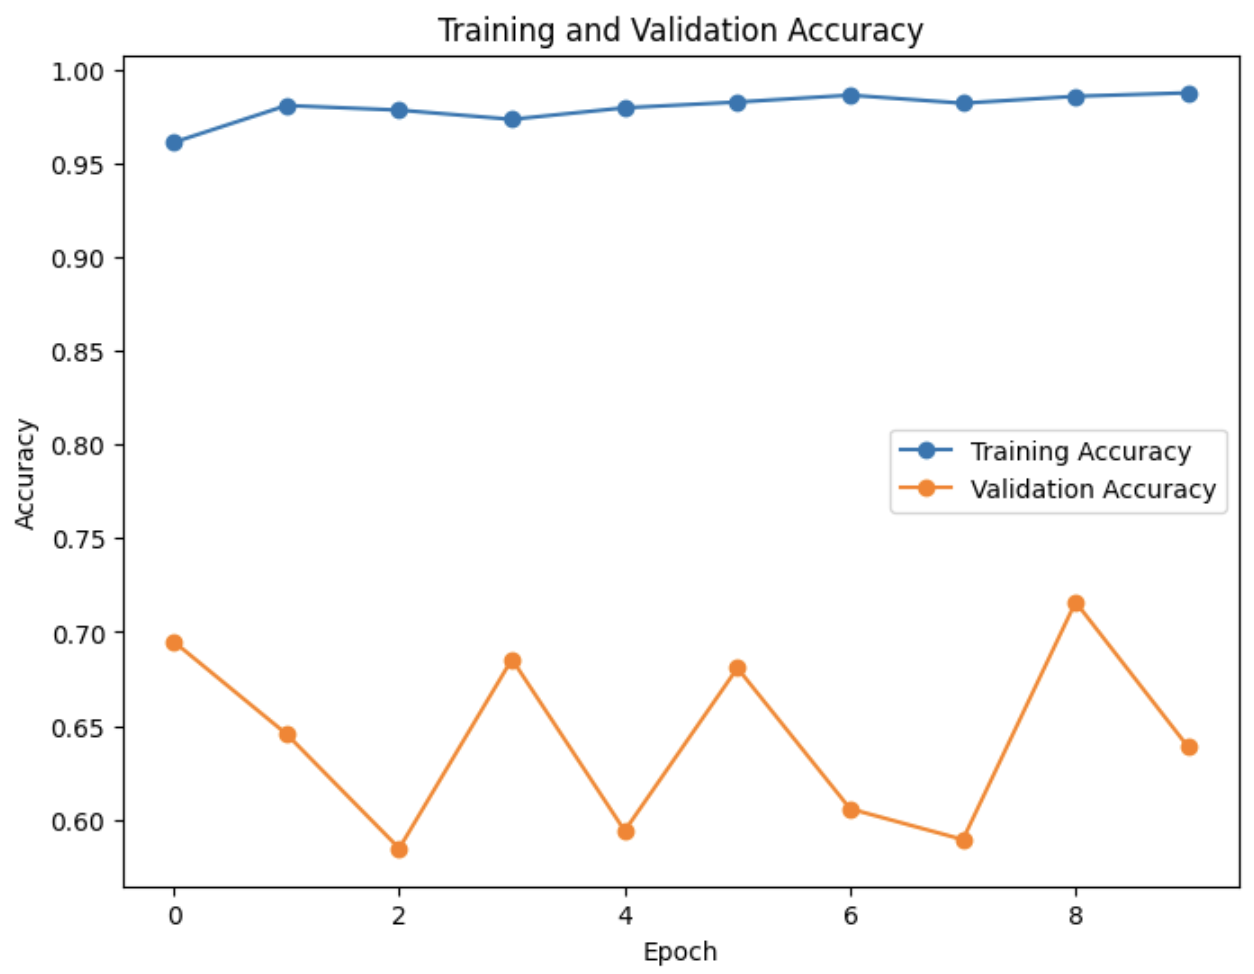 Training and Validation Accuracy
1.00
0.95
0.90
0.85
0.80
0.75
0.70
0.65
0.60
Accuracy
Training Accuracy
Validation Accuracy
0 2 4 6 8
Epoch